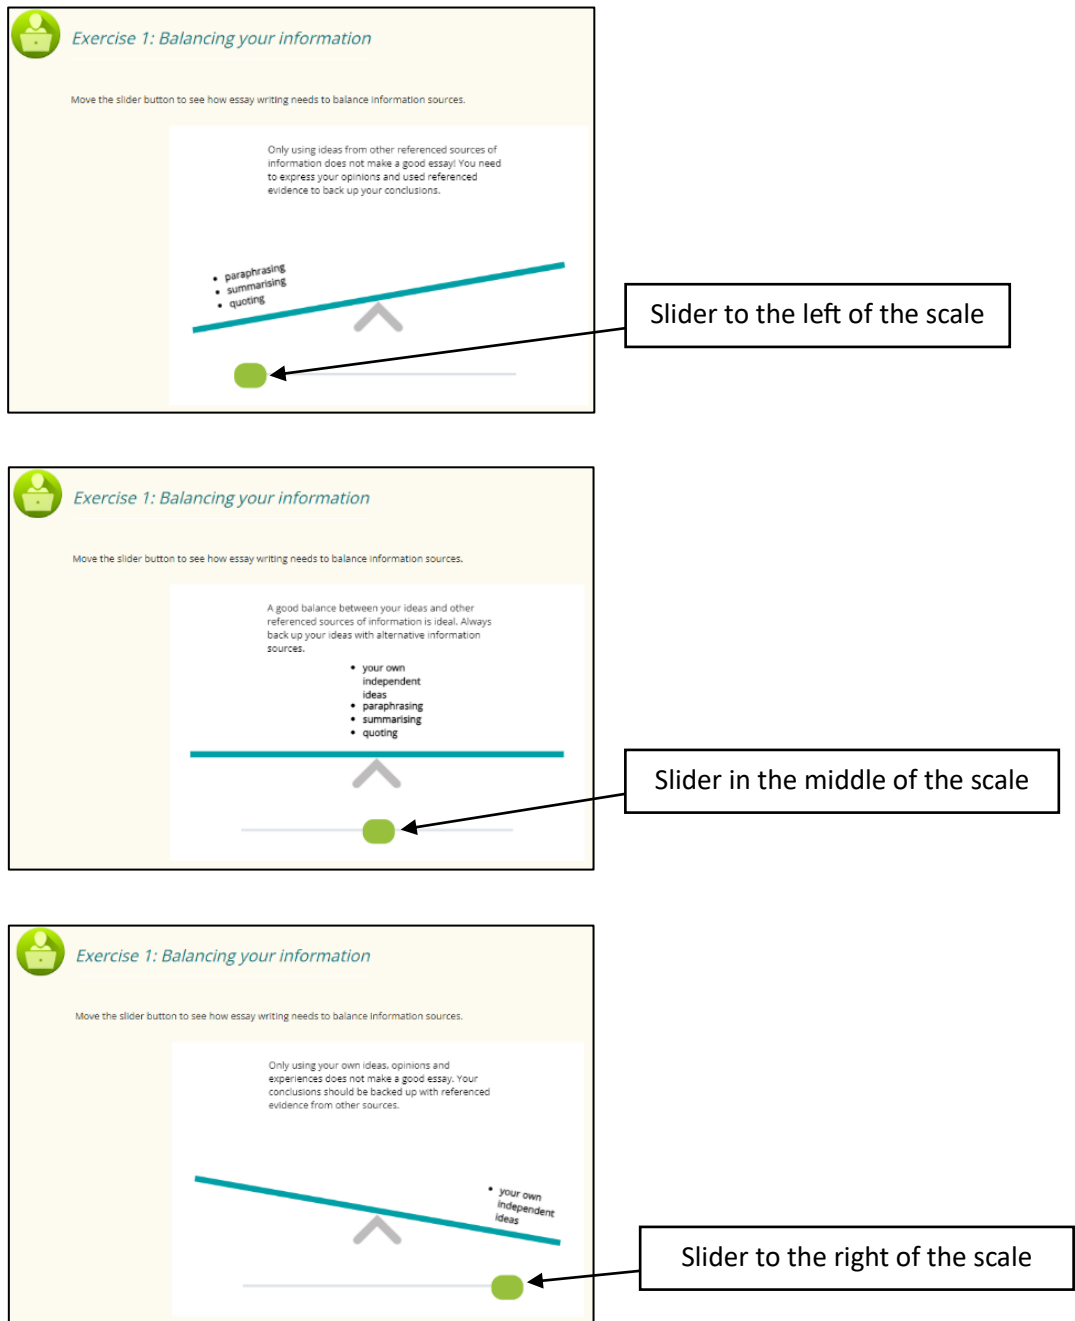 Exercise 1: Balancing your information
Move the slider button to see how essay writing needs to balance information sources.
Only using ideas from other referenced sources of
information does not make a good essay! You need
to express your opinions and used referenced
evidence to back up your conclusions.
• paraphrasing
• summarising
• quoting
Slider to the left of the scale
Exercise 1: Balancing your information
Move the slider button to see how essay writing needs to balance information sources.
A good balance between your ideas and other
referenced sources of information is ideal. Always
back up your ideas with alternative information
sources.
• your own
independent
ideas
• paraphrasing
• summarising
• quoting
Slider in the middle of the scale
Exercise 1: Balancing your information
Move the slider button to see how essay writing needs to balance information sources.
Only using your own ideas, opinions and
experiences does not make a good essay. Your
conclusions should be backed up with referenced
evidence from other sources.
• your own
independent
ideas
Slider to the right of the scale